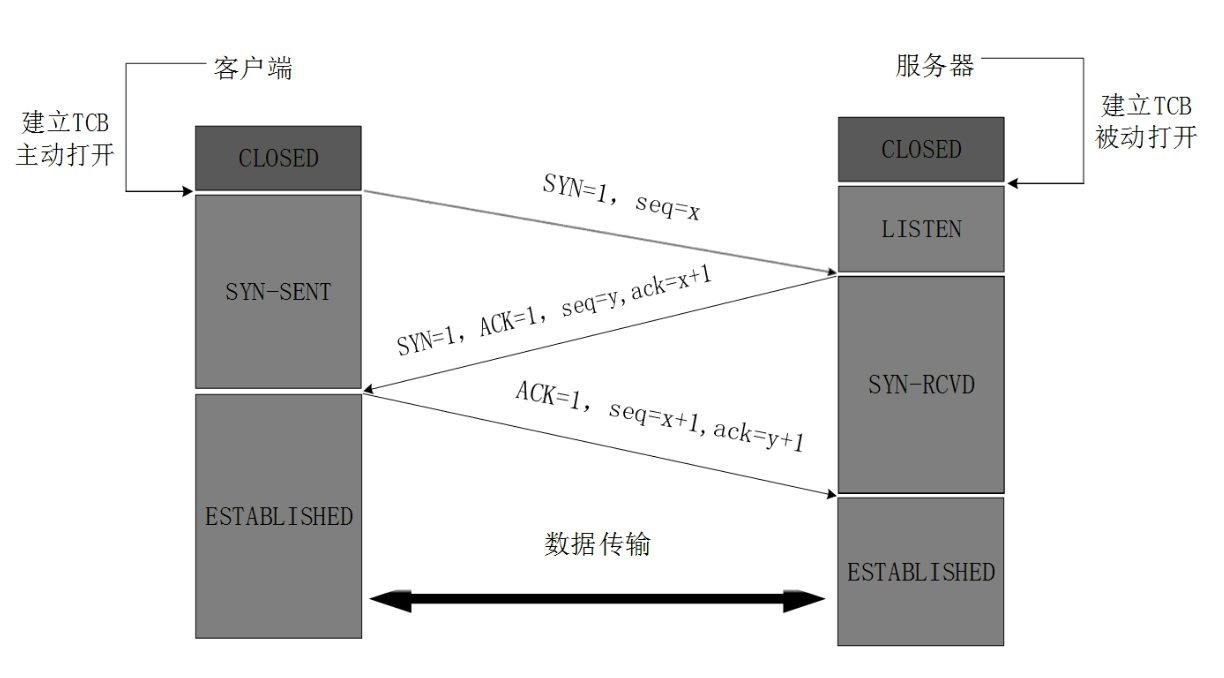 客户端
服务器
建立TCB
主动打开
建立TCB
被动打开
CLOSED
CLOSED
SYN=1, seq=x
LISTEN
SYN-SENT
SYN=1, ACK=1, seq=y,ack=x+1
SYN-RCVD
ACK=1, seq=x+1,ack=y+1
ESTABLISHED
数据传输
ESTABLISHED